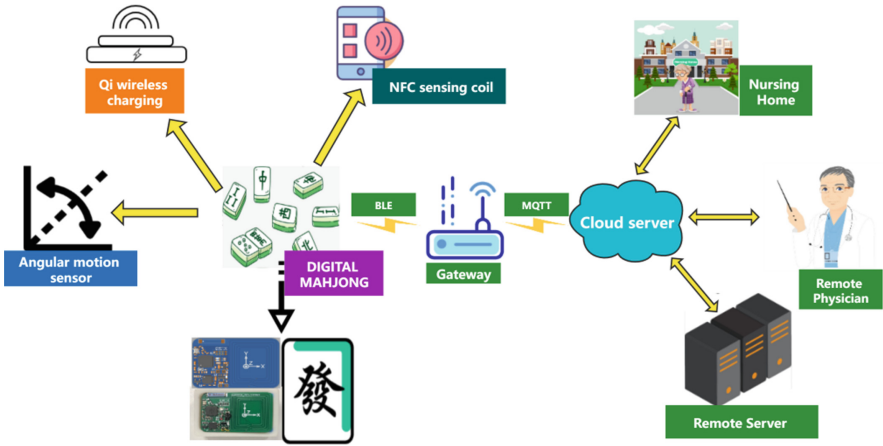 Qi wireless
charging
NFC sensing coil
Nursing
Home
Angular motion
sensor
BLE
MQTT
Cloud server
Gateway
DIGITAL
MAHJONG
Remote
Physician
Remote Server
發